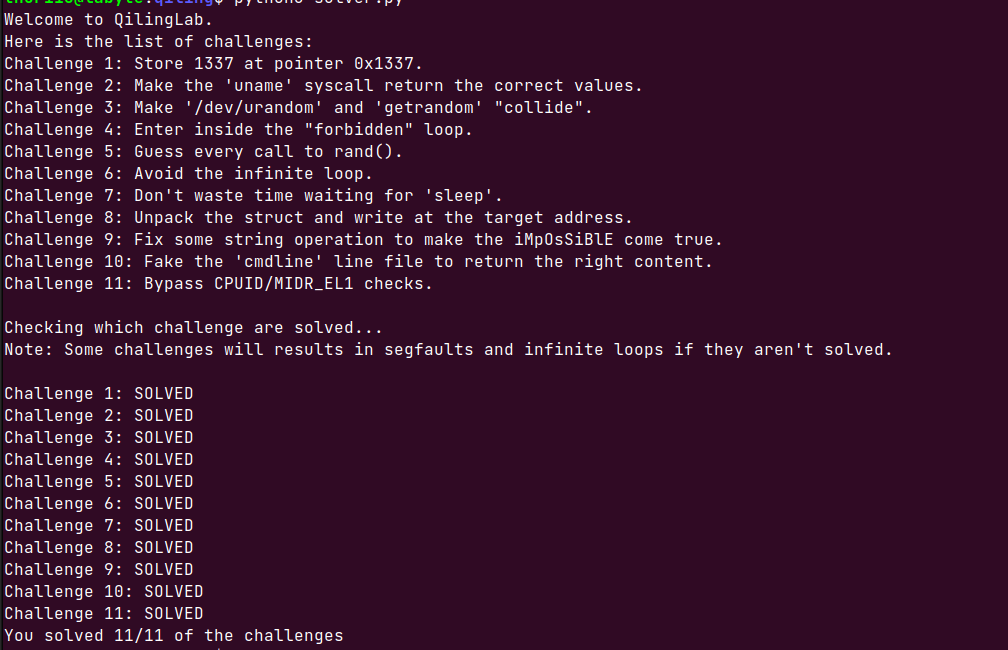 Welcome to QilingLab.
Here is the list of challenges:
Challenge 1: Store 1337 at pointer 0x1337.
Challenge 2: Make the 'uname' syscall return the correct values.
Challenge 3: Make '/dev/urandom' and 'getrandom' "collide".
Challenge 4: Enter inside the "forbidden" loop.
Challenge 5: Guess every call to rand().
Challenge 6: Avoid the infinite loop.
Challenge 7: Don't waste time waiting for 'sleep'.
Challenge 8: Unpack the struct and write at the target address.
Challenge 9: Fix some string operation to make the iMpOsSiBlE come true.
Challenge 10: Fake the 'cmdline' line file to return the right content.
Challenge 11: Bypass CPUID/MIDR_EL1 checks.
Checking which challenge are solved...
Note: Some challenges will results in segfaults and infinite loops if they aren't solved.
Challenge 1: SOLVED
Challenge 2: SOLVED
Challenge 3: SOLVED
Challenge 4: SOLVED
Challenge 5: SOLVED
Challenge 6: SOLVED
Challenge 7: SOLVED
Challenge 8: SOLVED
Challenge 9: SOLVED
Challenge 10: SOLVED
Challenge 11: SOLVED
You solved 11/11 of the challenges